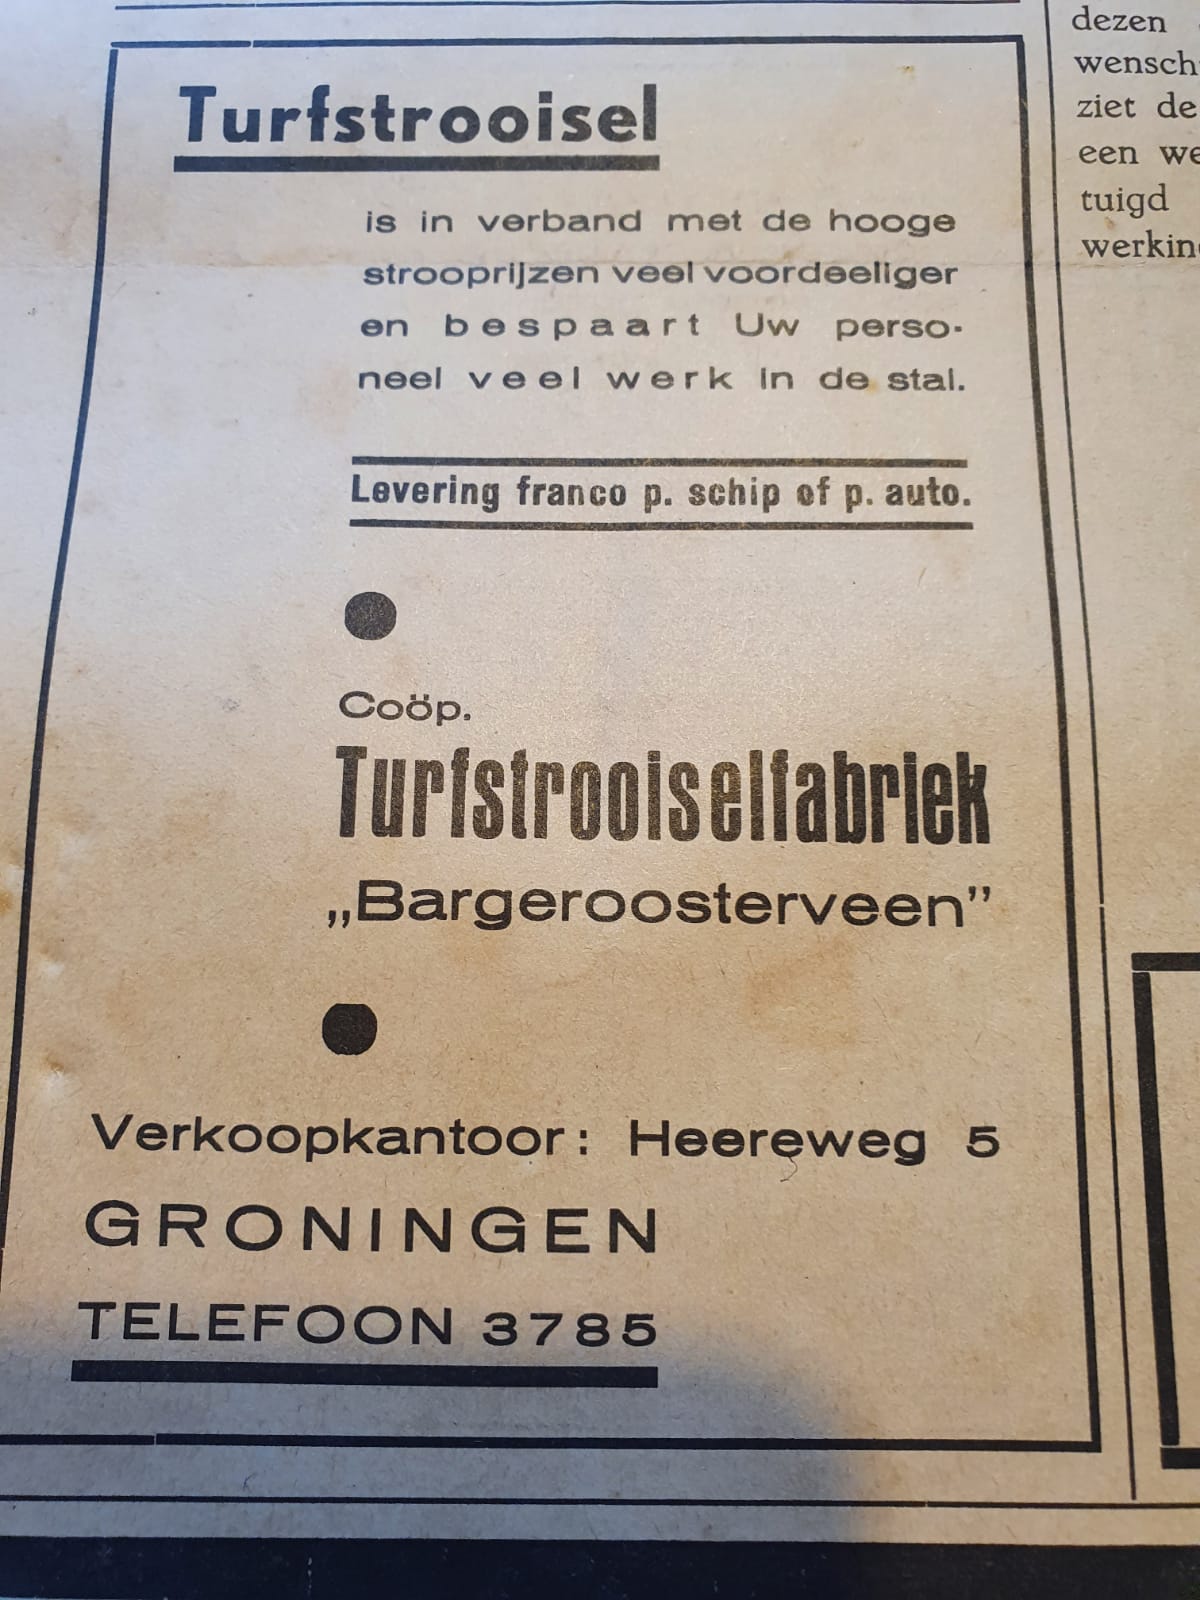 Turfstrooisel
is in verband met de hooge
strooprijzen veel voordeeliger
en bespaart Uw perso-
neel veel werk in de stal.
Levering franco p. schip of p. auto.
Coöp.
Turfstrooiselfabriek
„Bargeroosterveen”
Verkoopkantoor: Heereweg 5
GRONINGEN
TELEFOON 3785
dezen
wensch
ziet de
een we
tuigd
werkin